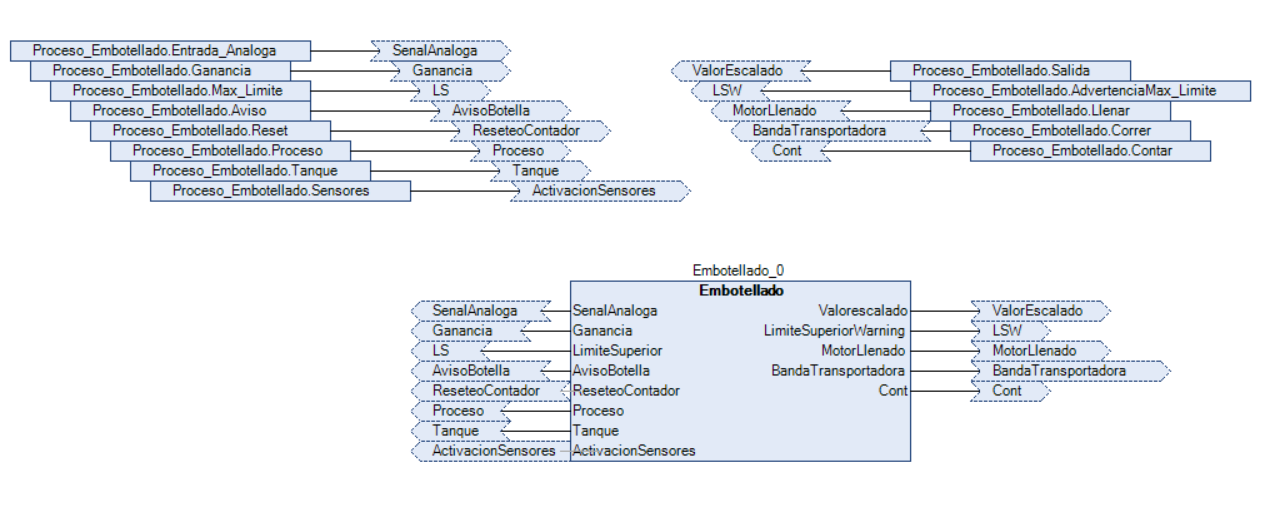 Proceso_Embotellado.Entrada_Analoga SenalAnaloga
Proceso_Embotellado.Ganancia Ganancia
Proceso_Embotellado.Max_Limite LS
Proceso_Embotellado.Aviso AvisoBotella
Proceso_Embotellado.Reset ReseteoContador
Proceso_Embotellado.Proceso Proceso
Proceso_Embotellado.Tanque Tanque
Proceso_Embotellado.Sensores ActivacionSensores
ValorEscalado Proceso_Embotellado.Salida
LSW Proceso_Embotellado.AdvertenciaMax_Limite
MotorLlenado Proceso_Embotellado.Llenar
BandaTransportadora Proceso_Embotellado.Correr
Cont Proceso_Embotellado.Contar
Embotellado_0
Embotellado
SenalAnaloga SenalAnaloga Valorescalado ValorEscalado
Ganancia Ganancia LimiteSuperiorWarning LSW
LS LimiteSuperior MotorLlenado MotorLlenado
AvisoBotella AvisoBotella BandaTransportadora BandaTransportadora
ReseteoContador ReseteoContador Cont Cont
Proceso Proceso
Tanque Tanque
ActivacionSensores ActivacionSensores